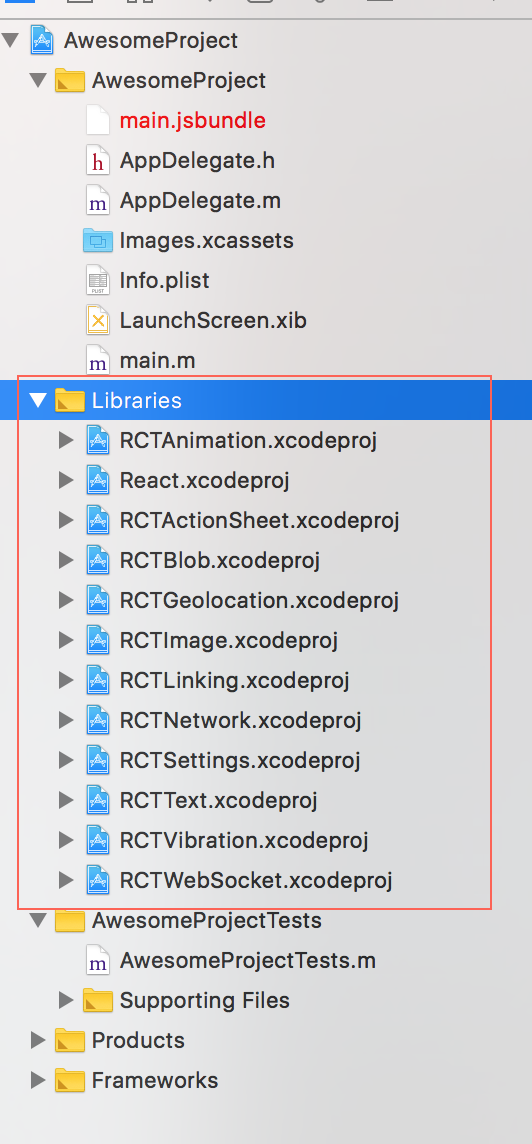 AwesomeProject
AwesomeProject
main.jsbundle
AppDelegate.h
AppDelegate.m
Images.xcassets
Info.plist
LaunchScreen.xib
main.m
Libraries
RCTAnimation.xcodeproj
React.xcodeproj
RCTActionSheet.xcodeproj
RCTBlob.xcodeproj
RCTGeolocation.xcodeproj
RCTImage.xcodeproj
RCTLinking.xcodeproj
RCTNetwork.xcodeproj
RCTSettings.xcodeproj
RCTText.xcodeproj
RCTVibration.xcodeproj
RCTWebSocket.xcodeproj
AwesomeProjectTests
AwesomeProjectTests.m
Supporting Files
Products
Frameworks